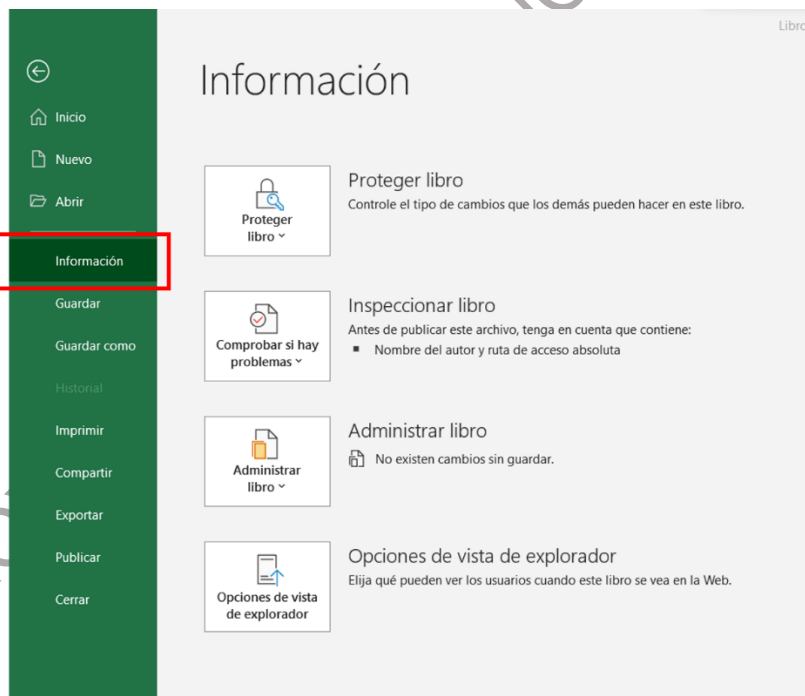 Libro
Información
Inicio
Nuevo
Abrir
Información
Guardar
Guardar como
Historial
Imprimir
Compartir
Exportar
Publicar
Cerrar
Proteger
libro
Proteger libro
Controle el tipo de cambios que los demás pueden hacer en este libro.
Comprobar si hay
problemas
Inspeccionar libro
Antes de publicar este archivo, tenga en cuenta que contiene:
▪ Nombre del autor y ruta de acceso absoluta
Administrar
libro
Administrar libro
No existen cambios sin guardar.
Opciones de vista
de explorador
Opciones de vista de explorador
Elija qué pueden ver los usuarios cuando este libro se vea en la Web.